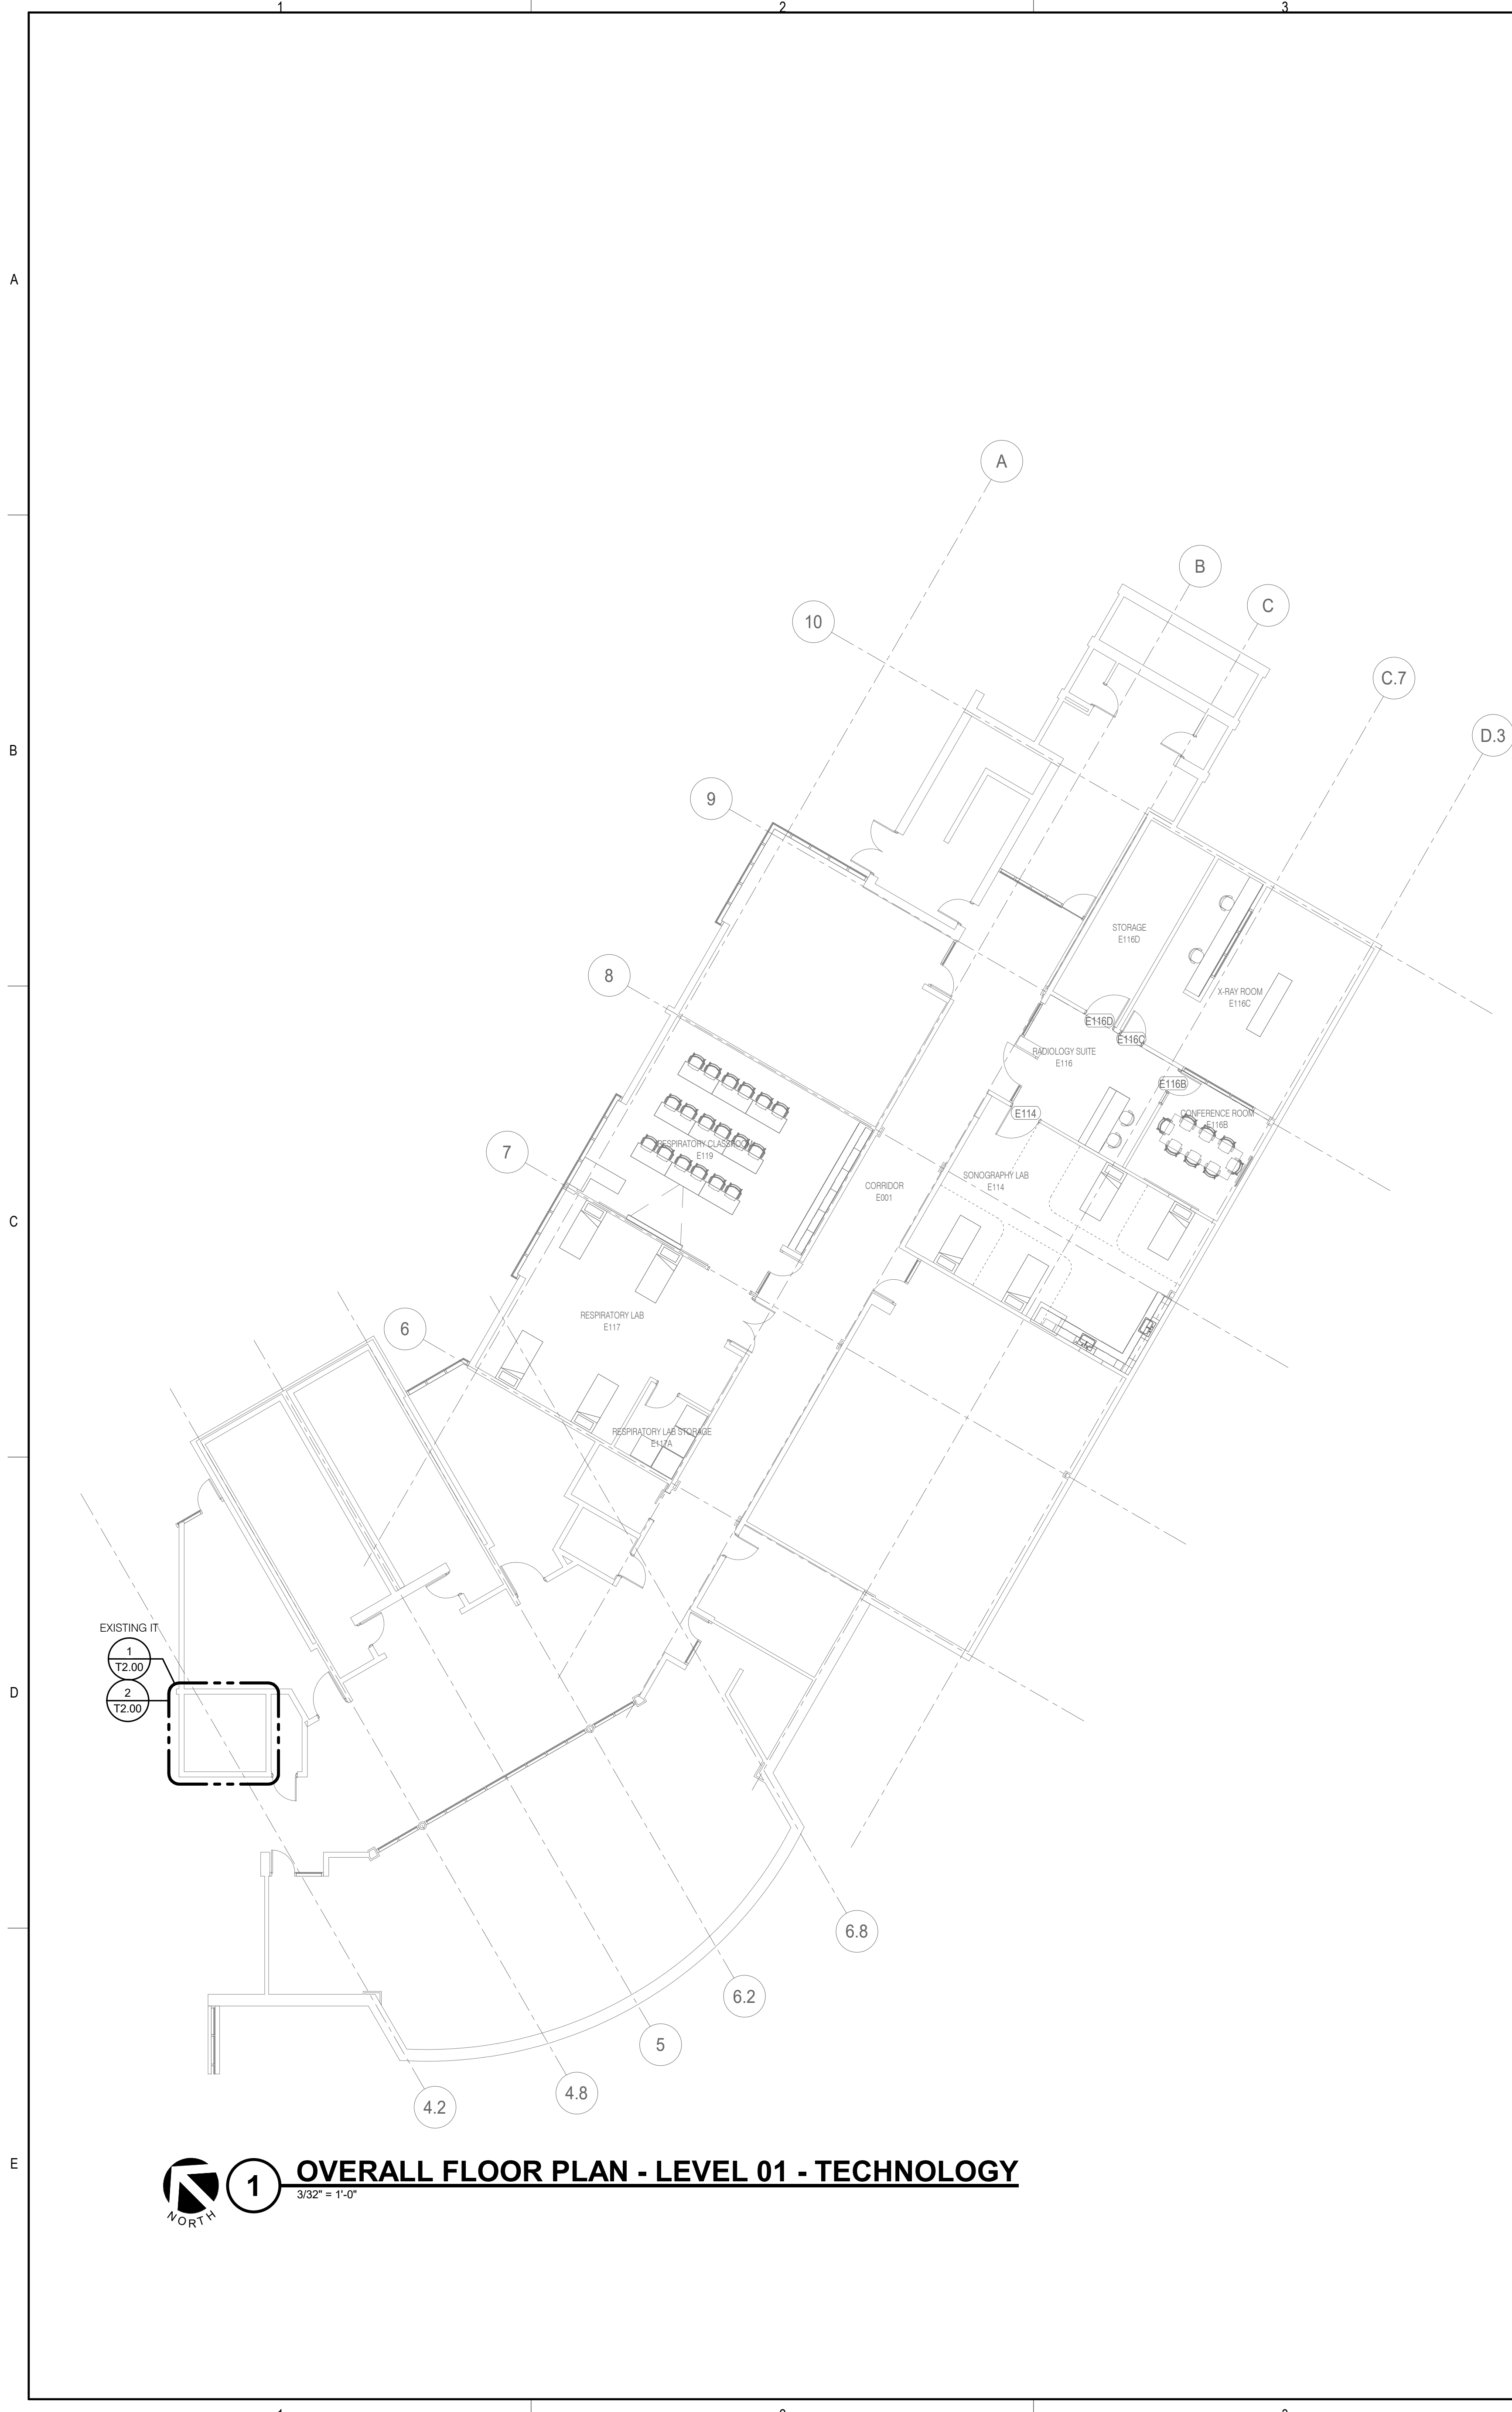 1
2
3
A
A
B
10
C
C.7
B
D.3
9
STORAGE
E116D
8
X-RAY ROOM
E116C
E116D
E116C
RADIOLOGY SUITE
E116
E116B
E114
CONFERENCE ROOM
E116B
7
RESPIRATORY CLASSROOM
E119
SONOGRAPHY LAB
E114
CORRIDOR
E001
C
6
RESPIRATORY LAB
E117
RESPIRATORY LAB STORAGE
E117A
EXISTING IT
1
T2.00
2
T2.00
D
6.8
6.2
5
4.8
4.2
E
NORTH
1
OVERALL FLOOR PLAN - LEVEL 01 - TECHNOLOGY
3/32" = 1'-0"